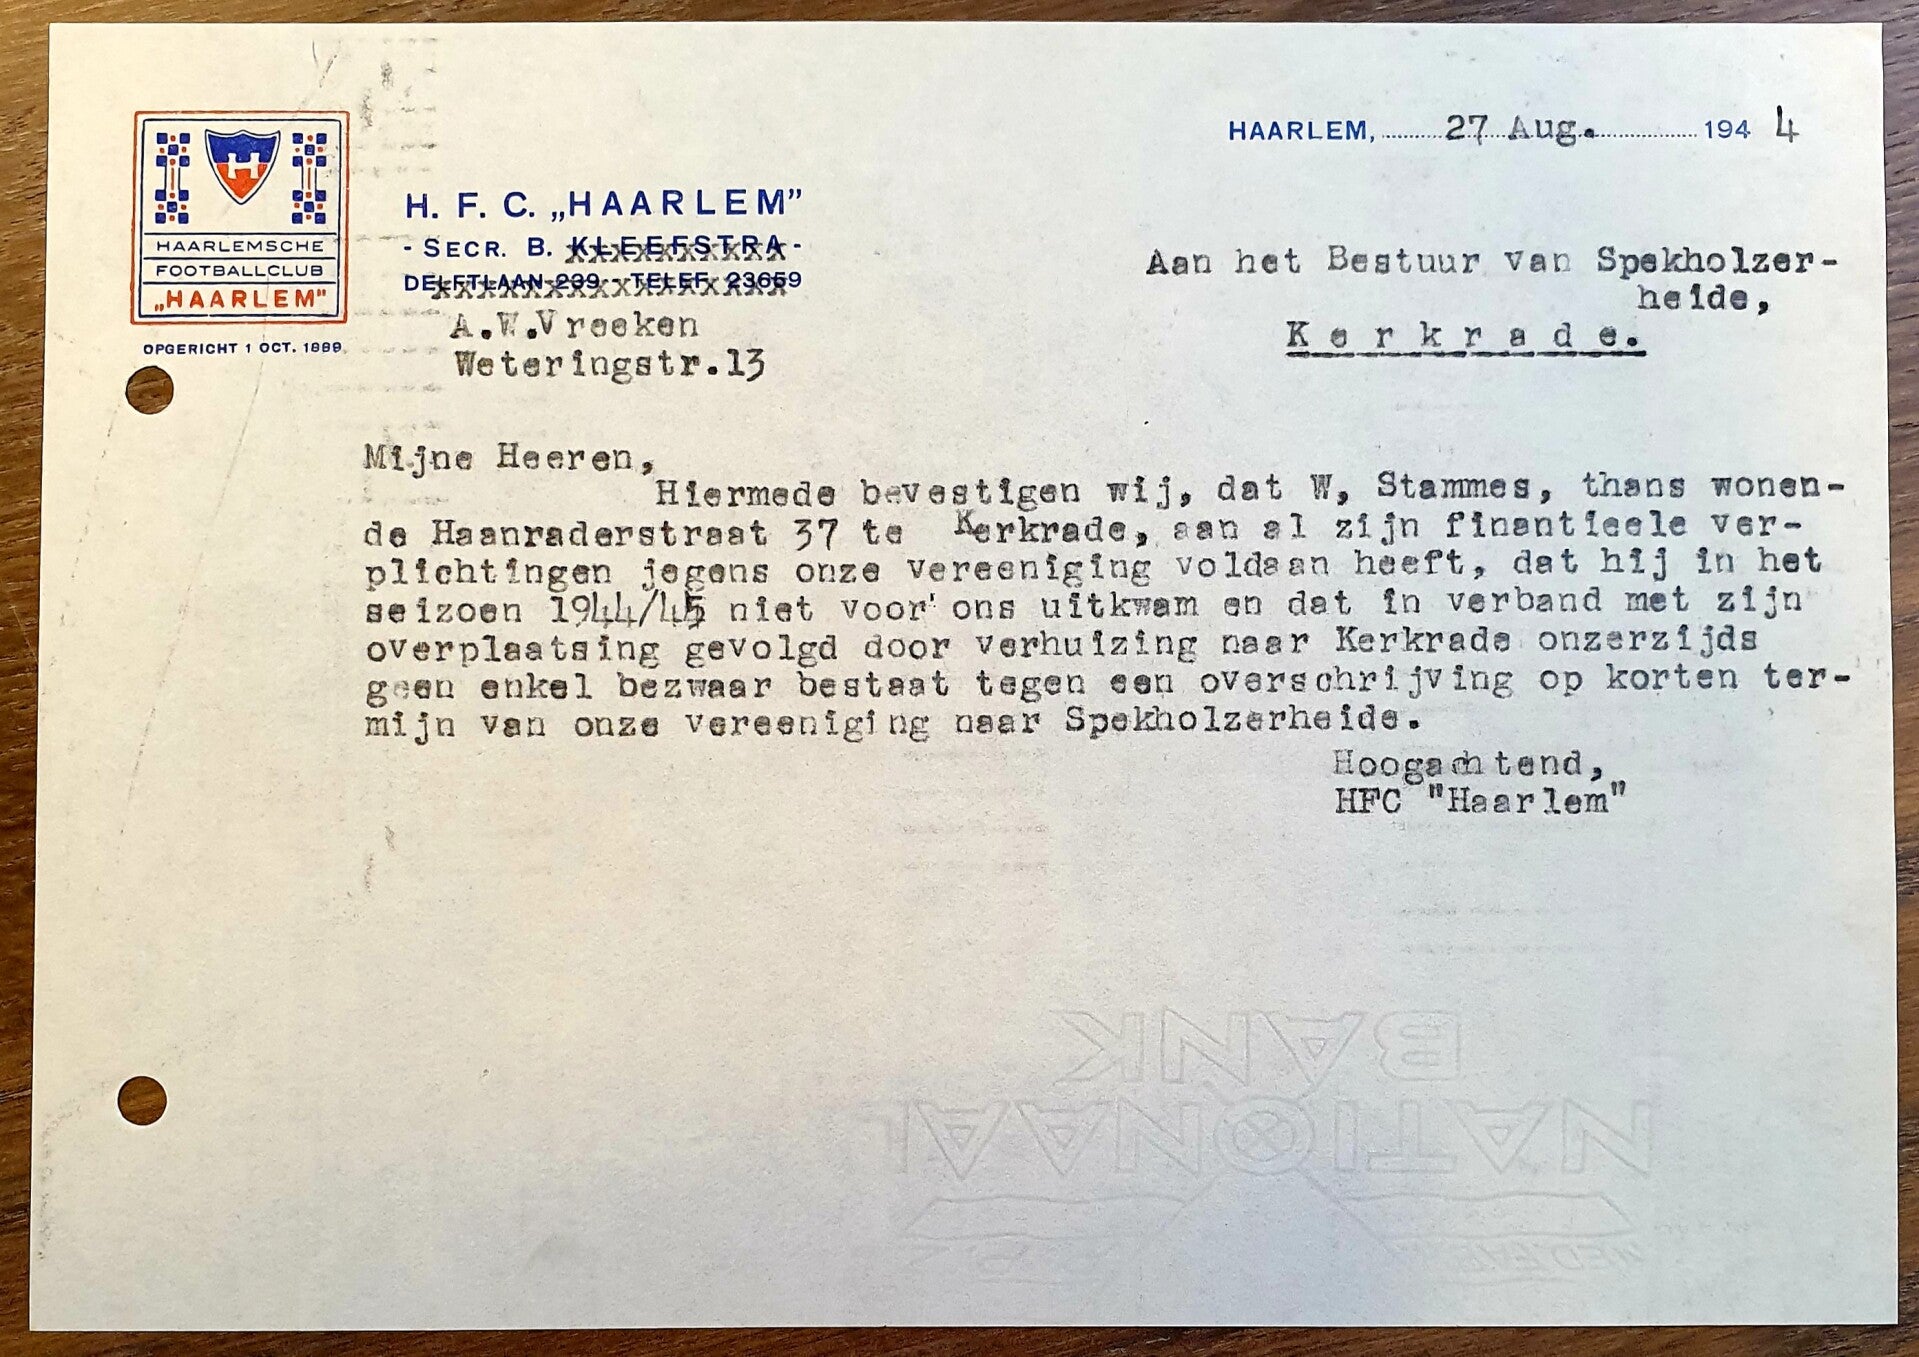 HAARLEM, 27 Aug. 1944
H
HAARLEMSCHE
FOOTBALLCLUB
„HAARLEM"
OPGERICHT 1 OCT. 1889
H. F. C. „HAARLEM"
- SECR. B. KLEEFSTRA -
DELFTLAAN 239 - TELEF. 23659
A.W.Vreeken
Weteringstr.13
Aan het Bestuur van Spekholzer-
heide,
Kerkrade.
Mijne Heeren,
Hiermede bevestigen wij, dat W, Stammes, thans wonen-
de Haanraderstraat 37 te Kerkrade, aan al zijn finantieele ver-
plichtingen jegens onze vereeniging voldaan heeft, dat hij in het
seizoen 1944/45 niet voor' ons uitkwam en dat in verband met zijn
overplaatsing gevolgd door verhuizing naar Kerkrade onzerzijds
geen enkel bezwaar bestaat tegen een overschrijving op korten ter-
mijn van onze vereeniging naar Spekholzerheide.
Hoogachtend,
HFC "Haarlem"
NATIONAAL
BANK